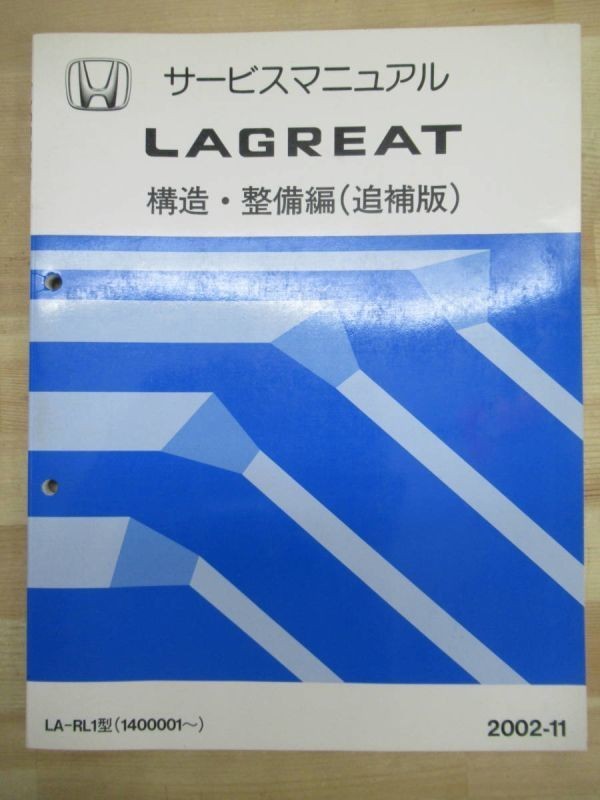 サービスマニュアル
LAGREAT
構造・整備編(追補版)
LA-RL1型(1400001〜)
2002-11